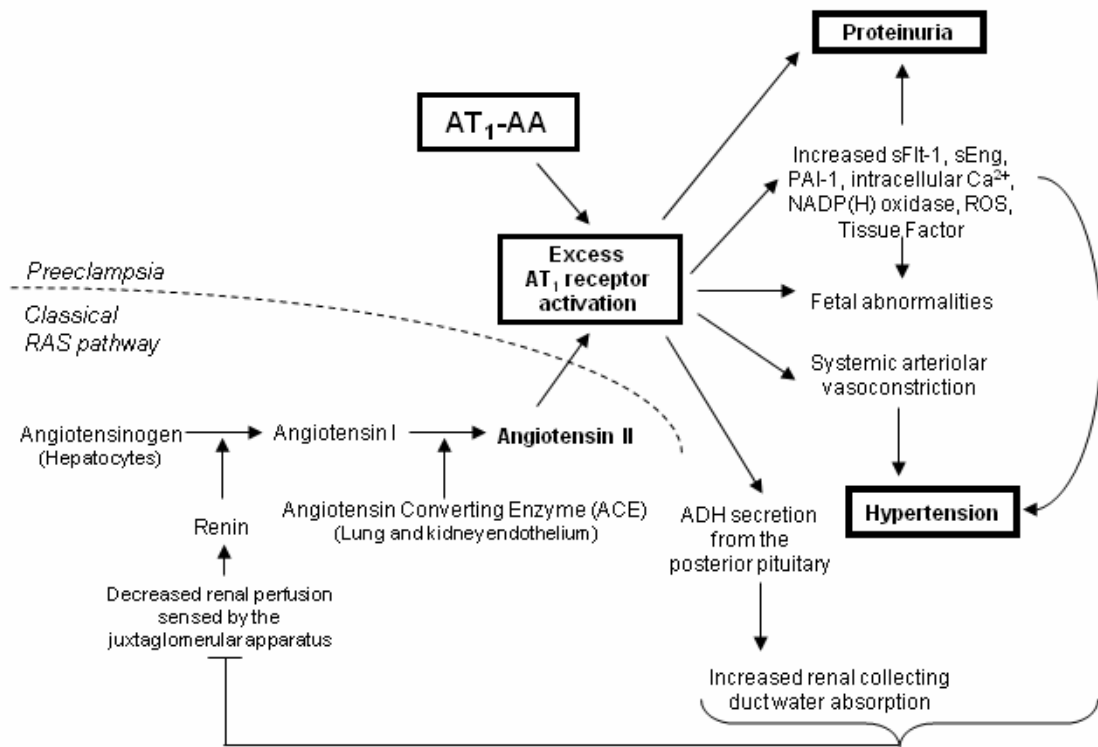 Proteinuria
AT₁-AA
Increased sFlt-1, sEng,
PAI-1, intracellular Ca²⁺,
NADP(H) oxidase, ROS,
Tissue Factor
Excess
AT₁ receptor
activation
Preeclampsia
Classical
RAS pathway
Fetal abnormalities
Systemic arteriolar
vasoconstriction
Angiotensinogen
(Hepatocytes)
Angiotensin I
Angiotensin II
Angiotensin Converting Enzyme (ACE)
(Lung and kidney endothelium)
Renin
ADH secretion
from the
posterior pituitary
Hypertension
Decreased renal perfusion
sensed by the
juxtaglomerular apparatus
Increased renal collecting
duct water absorption